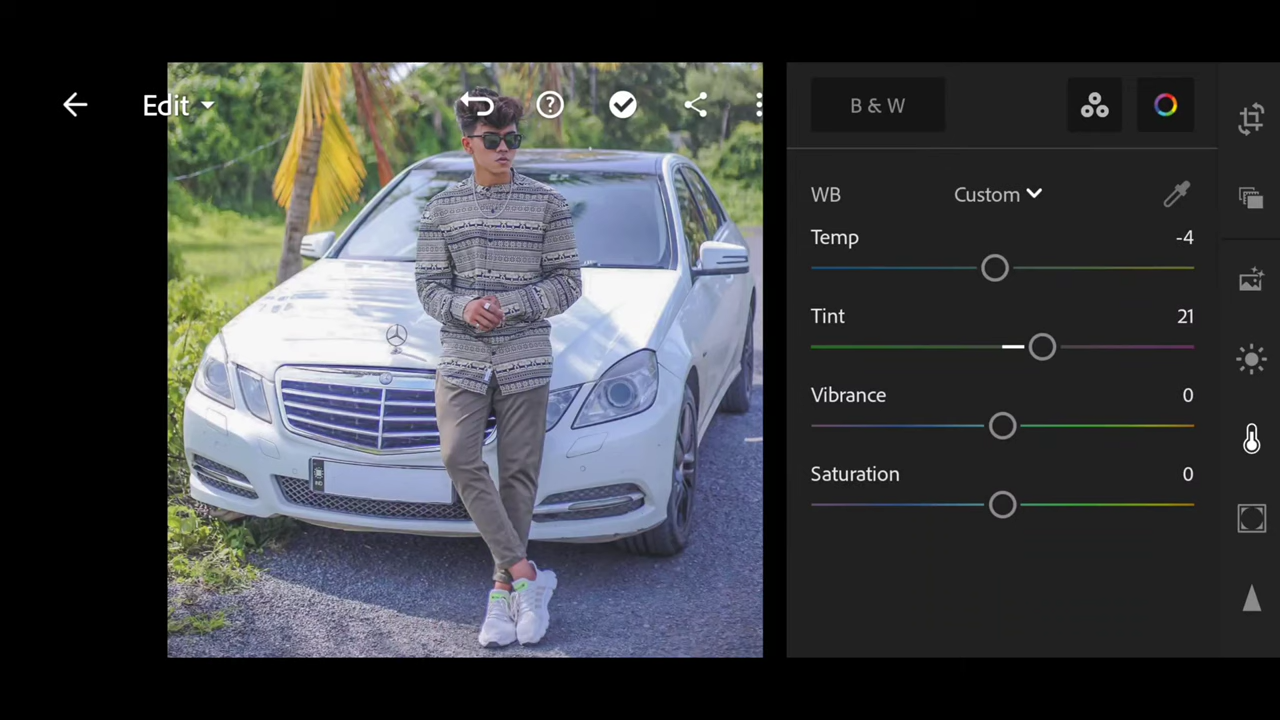 Edit
B & W
WB Custom
Temp -4
Tint 21
Vibrance 0
Saturation 0